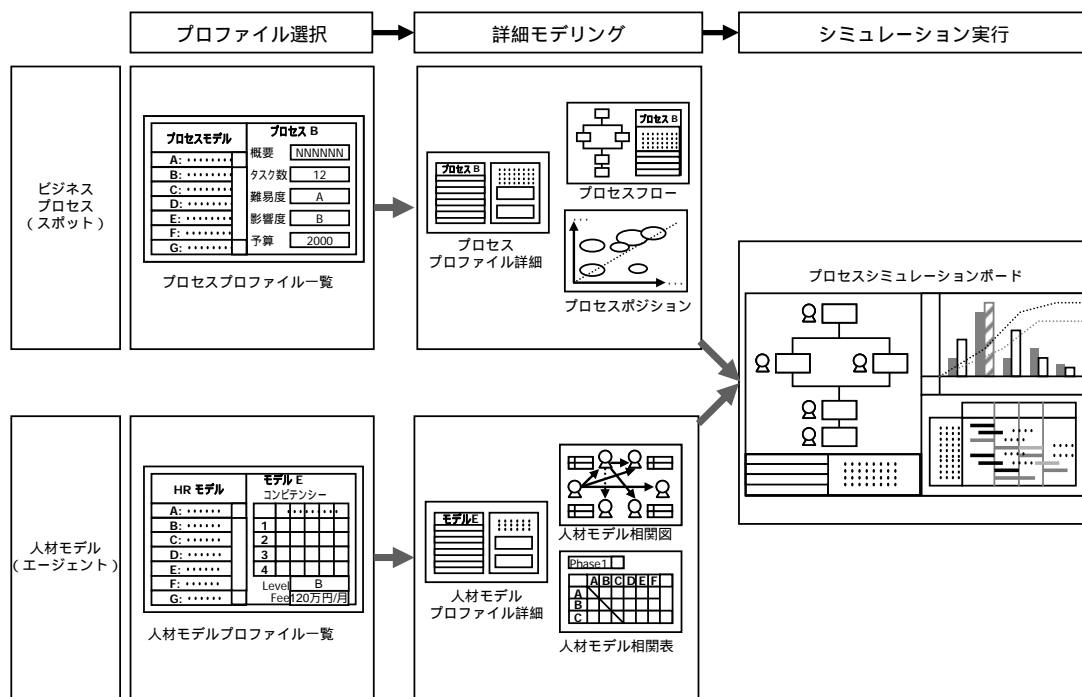 プロファイル選択
詳細モデリング
シミュレーション実行
ビジネス
プロセス
（スポット）
プロセスモデル
A: ･･･････
B: ･･･････
C: ･･･････
D: ･･･････
E: ･･･････
F: ･･･････
G: ･･･････
プロセス B
概要 NNNNNN
タスク数 12
難易度 A
影響度 B
予算 2000
プロセスプロファイル一覧
プロセス B
プロセス
プロファイル詳細
プロセス B
プロセスフロー
プロセスポジション
プロセスシミュレーションボード
人材モデル
（エージェント）
HR モデル
A: ･･････
B: ･･････
C: ･･････
D: ･･････
E: ･･････
F: ･･････
G: ･･････
モデル E
コンピテンシー
1
2
3
4
Level B
Fee 120万円/月
人材モデルプロファイル一覧
モデルE
人材モデル
プロファイル詳細
人材モデル相関図
Phase1
A B C D E F
A
B
C
人材モデル相関表